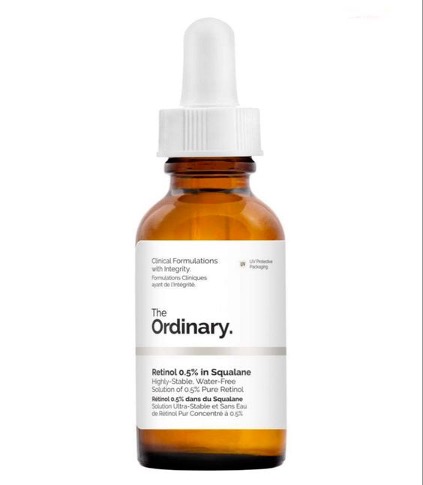 Clinical Formulations
with Integrity.
Formulations Cliniques
ayant de l'intégrité.
UV Protective
Packaging
The
Ordinary.
Retinol 0.5% in Squalane
Highly-Stable, Water-Free
Solution of 0.5% Pure Retinol
Rétinol 0.5% dans du Squalane
Solution Ultra-Stable et Sans Eau
de Rétinol Pur Concentré à 0.5%